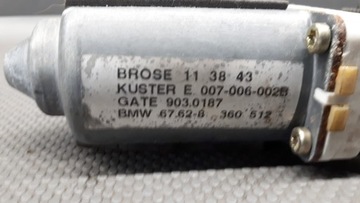 BROSE 11 38 43
KUSTER E 007-006-002B
GATE 903.0187
BMW 67.62-8 360 512